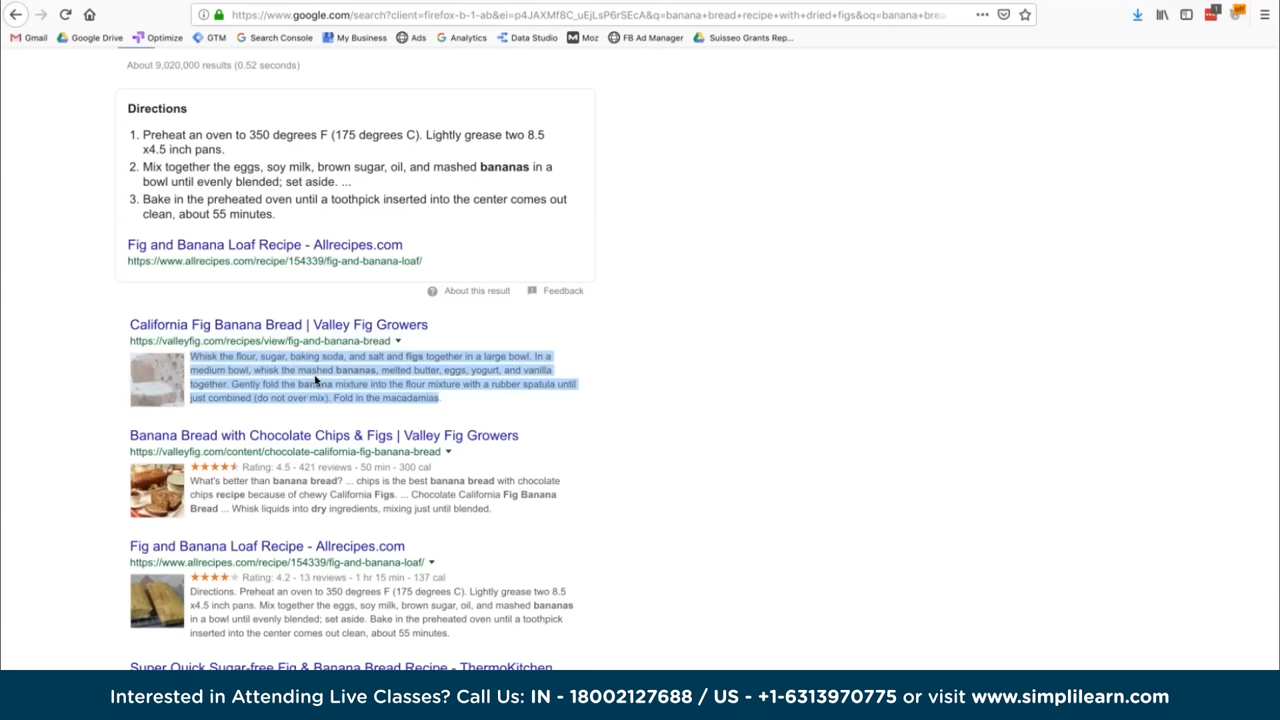 https://www.google.com/search?client=firefox-b-1-ab&ei=p4JAXMf8C_uEjLsP6rSEcA&q=banana+bread+recipe+with+dried+figs&oq=banana+brea
Gmail Google Drive Optimize GTM Search Console My Business Ads Analytics Data Studio Moz FB Ad Manager Suisseo Grants Rep...
About 9,020,000 results (0.52 seconds)
Directions
1. Preheat an oven to 350 degrees F (175 degrees C). Lightly grease two 8.5
x4.5 inch pans.
2. Mix together the eggs, soy milk, brown sugar, oil, and mashed bananas in a
bowl until evenly blended; set aside. ...
3. Bake in the preheated oven until a toothpick inserted into the center comes out
clean, about 55 minutes.
Fig and Banana Loaf Recipe - Allrecipes.com
https://www.allrecipes.com/recipe/154339/fig-and-banana-loaf/
About this result Feedback
California Fig Banana Bread | Valley Fig Growers
https://valleyfig.com/recipes/view/fig-and-banana-bread
Whisk the flour, sugar, baking soda, and salt and figs together in a large bowl. In a
medium bowl, whisk the mashed bananas, melted butter, eggs, yogurt, and vanilla
together. Gently fold the banana mixture into the flour mixture with a rubber spatula until
just combined (do not over mix). Fold in the macadamias.
Banana Bread with Chocolate Chips & Figs | Valley Fig Growers
https://valleyfig.com/content/chocolate-california-fig-banana-bread
Rating: 4.5 - 421 reviews - 50 min - 300 cal
What's better than banana bread? ... chips is the best banana bread with chocolate
chips recipe because of chewy California Figs. ... Chocolate California Fig Banana
Bread ... Whisk liquids into dry ingredients, mixing just until blended.
Fig and Banana Loaf Recipe - Allrecipes.com
https://www.allrecipes.com/recipe/154339/fig-and-banana-loaf/
Rating: 4.2 - 13 reviews - 1 hr 15 min - 137 cal
Directions. Preheat an oven to 350 degrees F (175 degrees C). Lightly grease two 8.5
x4.5 inch pans. Mix together the eggs, soy milk, brown sugar, oil, and mashed bananas
in a bowl until evenly blended; set aside. Bake in the preheated oven until a toothpick
inserted into the center comes out clean, about 55 minutes.
Super Quick Sugar-free Fig & Banana Bread Recipe - ThermoKitchen
Interested in Attending Live Classes? Call Us: IN - 18002127688 / US - +1-6313970775 or visit www.simplilearn.com